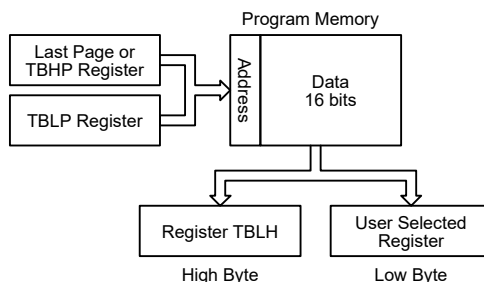 Program Memory
Last Page or
TBHP Register
TBLP Register
Address
Data
16 bits
Register TBLH
User Selected
Register
High Byte
Low Byte